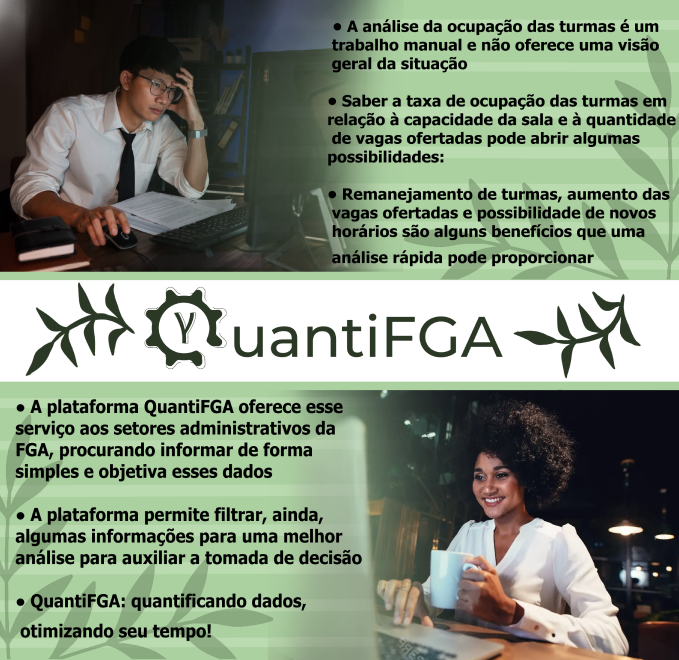 ● A análise da ocupação das turmas é um
trabalho manual e não oferece uma visão
geral da situação
● Saber a taxa de ocupação das turmas em
relação à capacidade da sala e à quantidade
de vagas ofertadas pode abrir algumas
possibilidades:
● Remanejamento de turmas, aumento das
vagas ofertadas e possibilidade de novos
horários são alguns benefícios que uma
análise rápida pode proporcionar
QuantiFGA
● A plataforma QuantiFGA oferece esse
serviço aos setores administrativos da
FGA, procurando informar de forma
simples e objetiva esses dados
● A plataforma permite filtrar, ainda,
algumas informações para uma melhor
análise para auxiliar a tomada de decisão
● QuantiFGA: quantificando dados,
otimizando seu tempo!